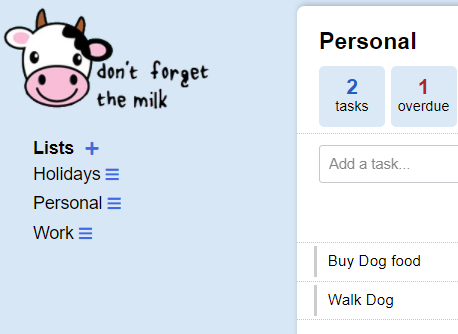 don't forget
the milk
Lists +
Holidays
Personal
Work
Personal
2
tasks
1
overdue
Add a task...
Buy Dog food
Walk Dog